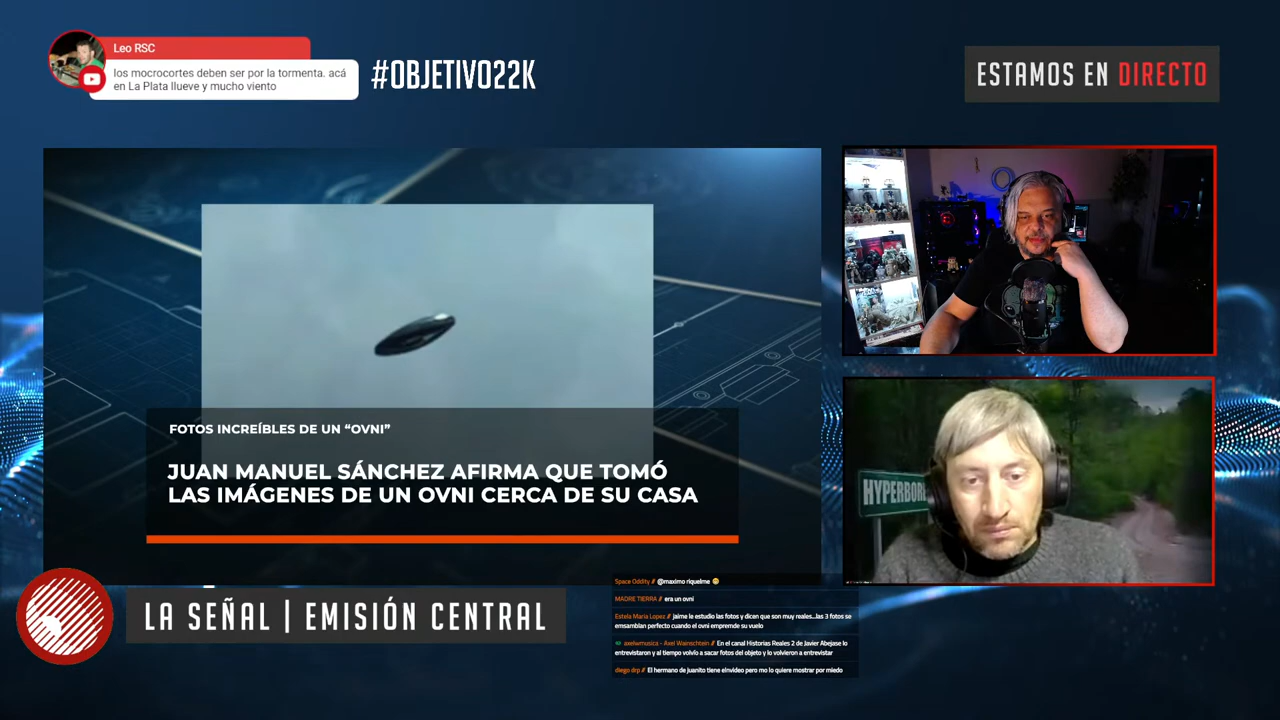 Leo RSC
los mocrocortes deben ser por la tormenta. acá
en La Plata llueve y mucho viento
#OBJETIVO22K
ESTAMOS EN DIRECTO
FOTOS INCREÍBLES DE UN “OVNI”
JUAN MANUEL SÁNCHEZ AFIRMA QUE TOMÓ
LAS IMÁGENES DE UN OVNI CERCA DE SU CASA
HYPERBOR
LA SEÑAL | EMISIÓN CENTRAL
Space Oddity // @maximo riquelme
MADRE TIERRA // era un ovni
Estela Maria Lopez // jaime le estudio las fotos y dicen que son muy reales...las 3 fotos se
emsamblan perfecto cuando el ovni emprende su vuelo
axelwmusica - Axel Wainschtein // En el canal Historias Reales 2 de Javier Abejase lo
entrevistaron y al tiempo volvió a sacar fotos del objeto y lo volvieron a entrevistar
diego drp // El hermano de juanito tiene elnvideo pero mo lo quiere mostrar por miedo